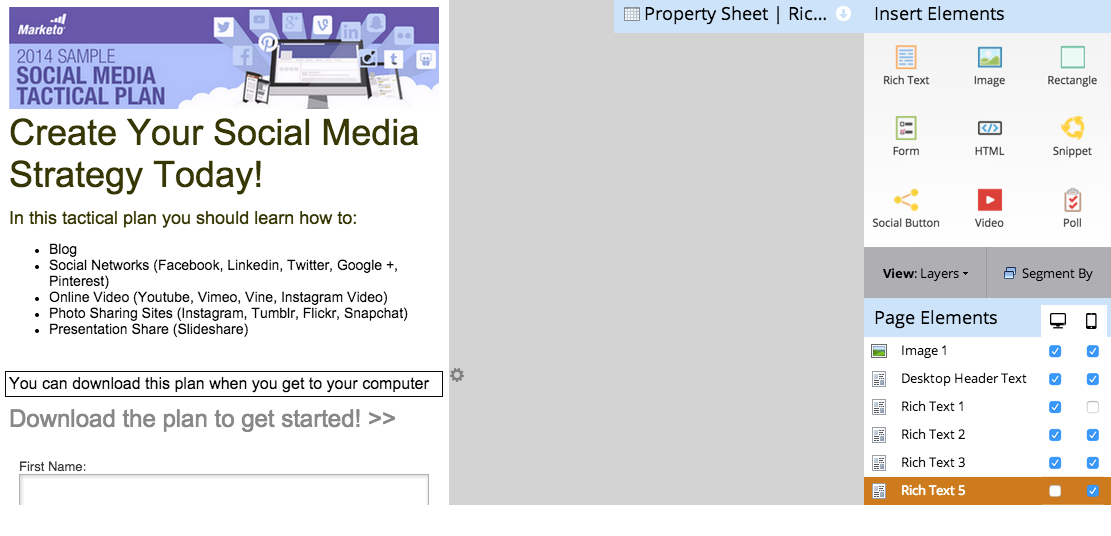 Marketo
2014 SAMPLE
SOCIAL MEDIA
TACTICAL PLAN
Create Your Social Media
Strategy Today!
In this tactical plan you should learn how to:
Blog
Social Networks (Facebook, Linkedin, Twitter, Google +,
Pinterest)
Online Video (Youtube, Vimeo, Vine, Instagram Video)
Photo Sharing Sites (Instagram, Tumblr, Flickr, Snapchat)
Presentation Share (Slideshare)
You can download this plan when you get to your computer
Download the plan to get started! >>
First Name:
Property Sheet | Ric...
Insert Elements
Rich Text Image Rectangle
Form HTML Snippet
Social Button Video Poll
View: Layers Segment By
Page Elements
Image 1
Desktop Header Text
Rich Text 1
Rich Text 2
Rich Text 3
Rich Text 5